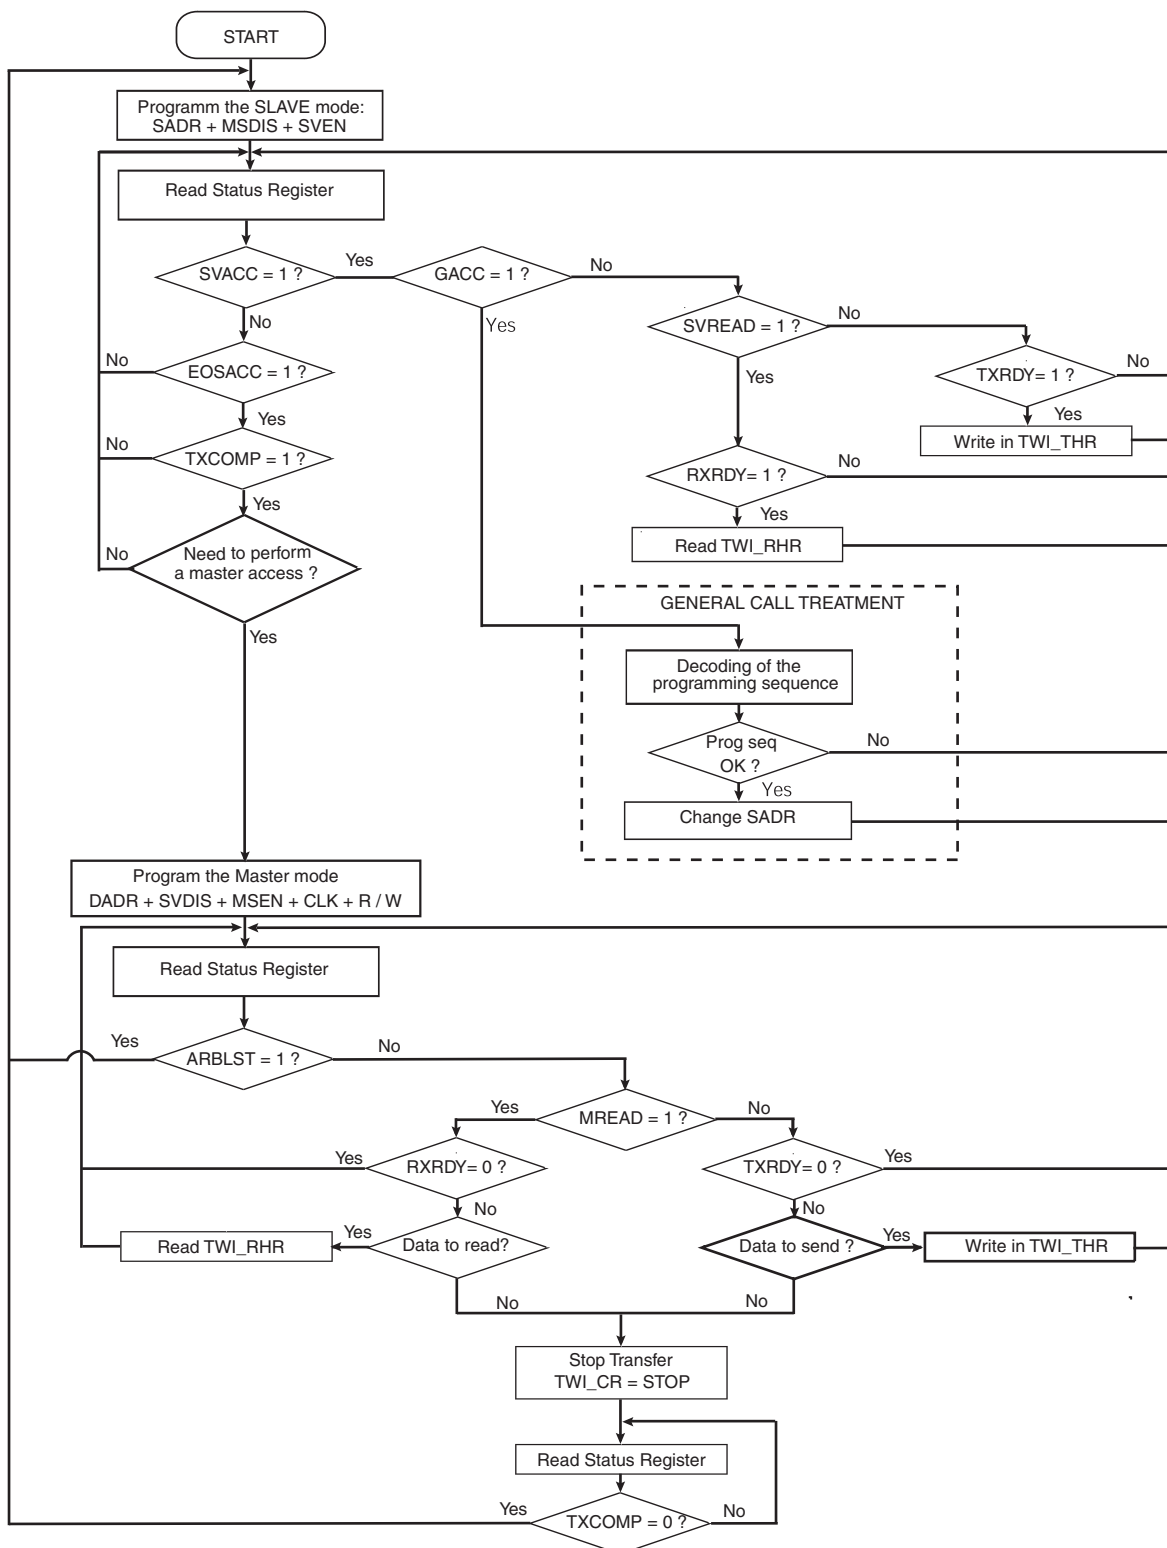 START
Programm the SLAVE mode:
SADR + MSDIS + SVEN
Read Status Register
SVACC = 1 ?
Yes
GACC = 1 ?
No
No
Yes
SVREAD = 1 ?
No
EOSACC = 1 ?
No
Yes
Yes
TXRDY= 1 ?
No
Yes
Write in TWI_THR
TXCOMP = 1 ?
No
Yes
RXRDY= 1 ?
No
Yes
Read TWI_RHR
Need to perform
a master access ?
No
Yes
GENERAL CALL TREATMENT
Decoding of the
programming sequence
Prog seq
OK ?
No
Yes
Change SADR
Program the Master mode
DADR + SVDIS + MSEN + CLK + R / W
Read Status Register
Yes
ARBLST = 1 ?
No
Yes
MREAD = 1 ?
No
Yes
RXRDY= 0 ?
TXRDY= 0 ?
Yes
No
No
Read TWI_RHR
Yes
Data to read?
Data to send ?
Yes
Write in TWI_THR
No
No
Stop Transfer
TWI_CR = STOP
Read Status Register
Yes
TXCOMP = 0 ?
No